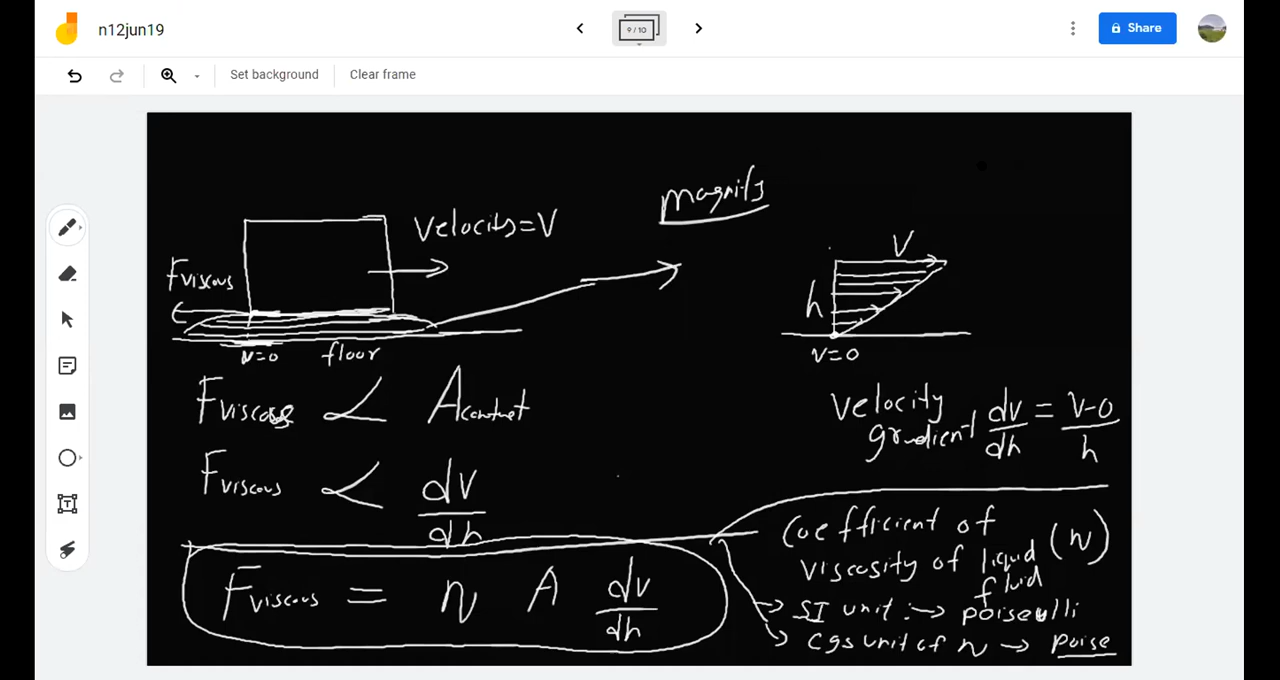 n12jun19
9 / 10
Share
Set background
Clear frame
magnify
Velocity = V
Fviscous
V
h
v=0
floor
v=0
Fviscous ∝ Acontact
Velocity gradient dv/dh = v-0/h
Fviscous ∝ dv/dh
Coefficient of
viscosity of liquid (η)
fluid
Fviscous = η A dv/dh
→ SI unit :→ poiseulli
→ Cgs unit of η → poise